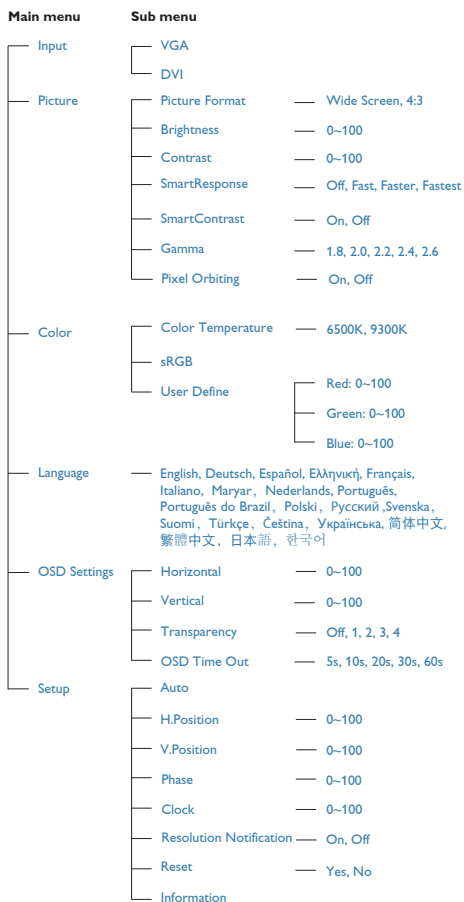 Main menu Sub menu
Input VGA
DVI
Picture Picture Format Wide Screen, 4:3
Brightness 0~100
Contrast 0~100
SmartResponse Off, Fast, Faster, Fastest
SmartContrast On, Off
Gamma 1.8, 2.0, 2.2, 2.4, 2.6
Pixel Orbiting On, Off
Color Color Temperature 6500K, 9300K
sRGB
User Define Red: 0~100
Green: 0~100
Blue: 0~100
Language English, Deutsch, Español, Ελληνική, Français,
Italiano, Maryar, Nederlands, Português,
Português do Brazil, Polski, Русский ,Svenska,
Suomi, Türkçe, Čeština, Українська, 简体中文,
繁體中文, 日本語, 한국어
OSD Settings Horizontal 0~100
Vertical 0~100
Transparency Off, 1, 2, 3, 4
OSD Time Out 5s, 10s, 20s, 30s, 60s
Setup Auto
H.Position 0~100
V.Position 0~100
Phase 0~100
Clock 0~100
Resolution Notification On, Off
Reset Yes, No
Information